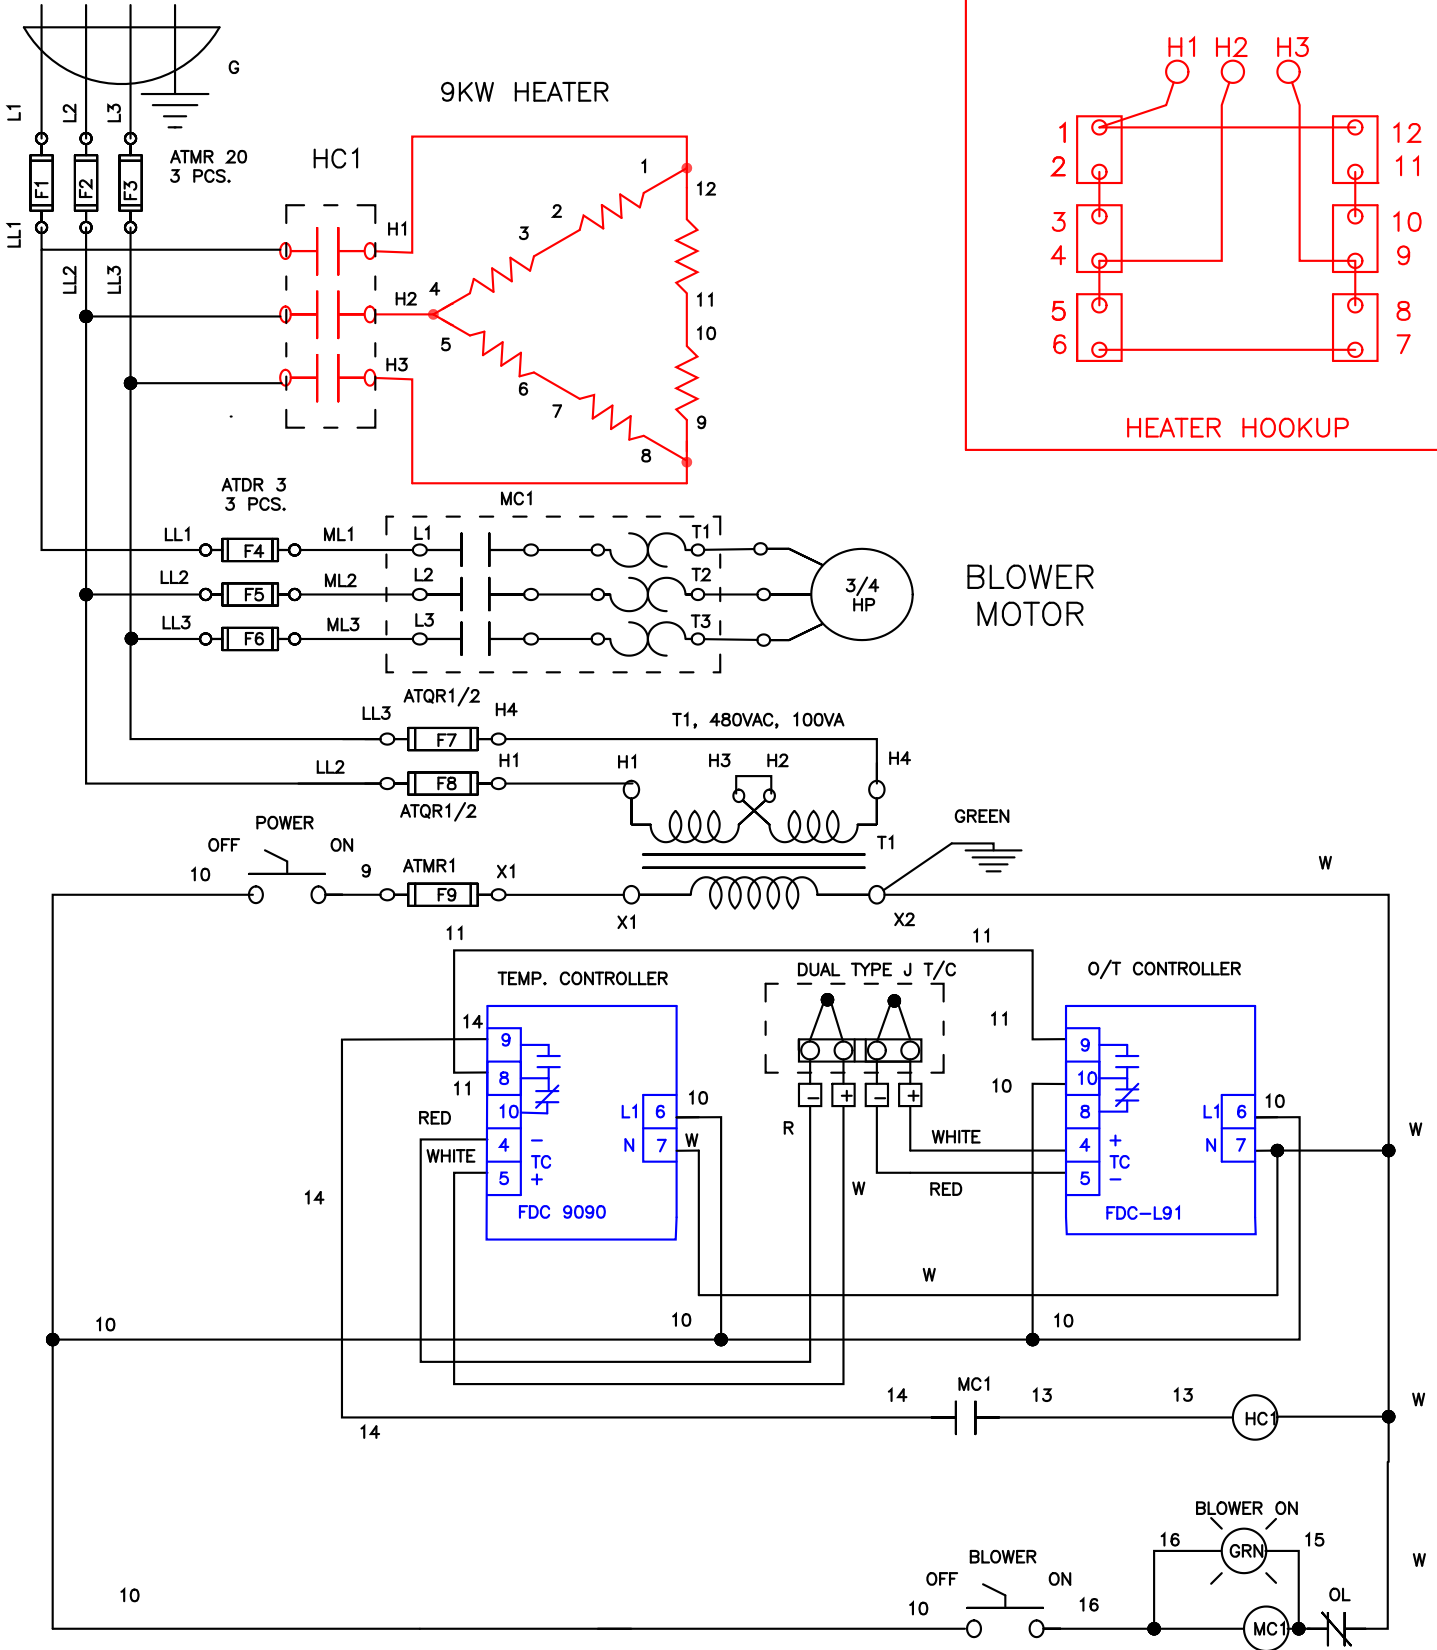 G
L1
L2
L3
F1
F2
F3
ATMR 20
3 PCS.
LL1
LL2
LL3
9KW HEATER
HC1
H1
H2
H3
1
2
3
4
5
6
7
8
9
10
11
12
H1 H2 H3
1
2
3
4
5
6
12
11
10
9
8
7
HEATER HOOKUP
ATDR 3
3 PCS.
MC1
LL1 F4 ML1 L1 T1
LL2 F5 ML2 L2 T2
LL3 F6 ML3 L3 T3
3/4
HP
BLOWER
MOTOR
ATQR1/2
LL3 F7 H4
T1, 480VAC, 100VA
LL2 F8 H1
ATQR1/2
H1 H3 H2 H4
T1
GREEN
POWER
OFF ON
10 9
ATMR1
F9
X1
X1 X2
W
11 11
TEMP. CONTROLLER
DUAL TYPE J T/C
O/T CONTROLLER
14
11
9
8
10
4 −
TC
5 +
RED
WHITE
L1 6
N 7
10
W
FDC 9090
− + − +
R
W
WHITE
RED
11
10
9
10
8
4 +
TC
5 −
L1 6
N 7
10
FDC−L91
W
14
W
10
10
10
14
14
MC1
13
13
HC1
W
BLOWER ON
16
GRN
15
BLOWER
OFF ON
10
10
16
MC1
OL
W